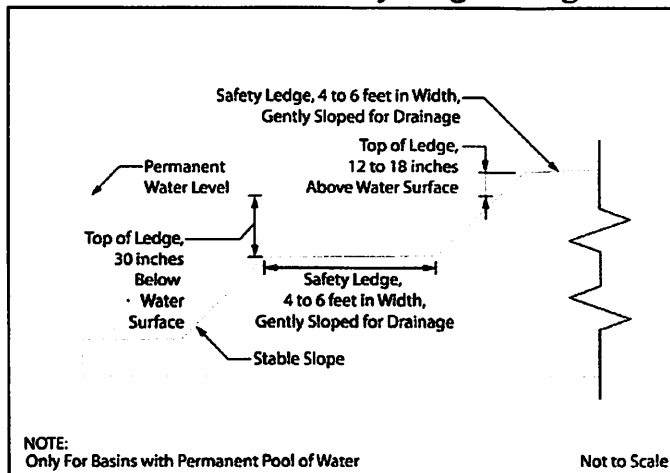 Safety Ledge, 4 to 6 feet in Width,
Gently Sloped for Drainage
Top of Ledge,
12 to 18 inches
Above Water Surface
Permanent
Water Level
Top of Ledge,
30 inches
Below
Water
Surface
Safety Ledge,
4 to 6 feet in Width,
Gently Sloped for Drainage
Stable Slope
NOTE:
Only For Basins with Permanent Pool of Water
Not to Scale